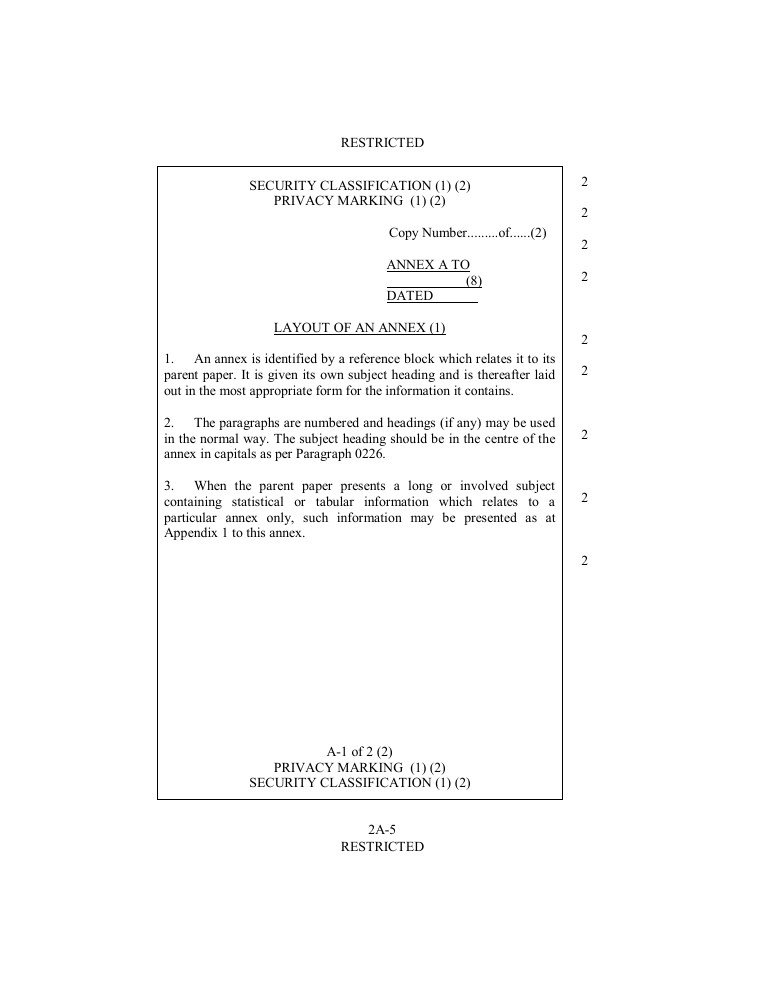 RESTRICTED
SECURITY CLASSIFICATION (1) (2)
PRIVACY MARKING (1) (2)
Copy Number.........of......(2)
ANNEX A TO
(8)
DATED
LAYOUT OF AN ANNEX (1)
1. An annex is identified by a reference block which relates it to its
parent paper. It is given its own subject heading and is thereafter laid
out in the most appropriate form for the information it contains.
2. The paragraphs are numbered and headings (if any) may be used
in the normal way. The subject heading should be in the centre of the
annex in capitals as per Paragraph 0226.
3. When the parent paper presents a long or involved subject
containing statistical or tabular information which relates to a
particular annex only, such information may be presented as at
Appendix 1 to this annex.
A-1 of 2 (2)
PRIVACY MARKING (1) (2)
SECURITY CLASSIFICATION (1) (2)
2
2
2
2
2
2
2
2
2
2A-5
RESTRICTED